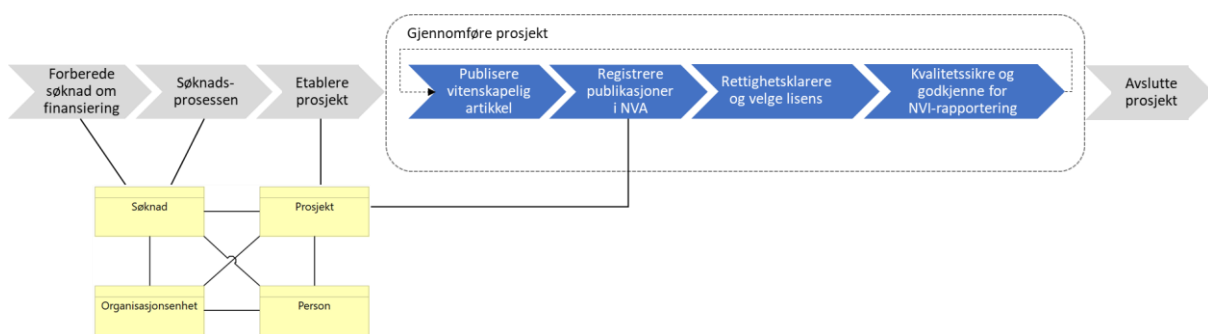 Gjennomføre prosjekt
Forberede
søknad om
finansiering
Søknads-
prosessen
Etablere
prosjekt
Publisere
vitenskapelig
artikkel
Registrere
publikasjoner
i NVA
Rettighetsklarere
og velge lisens
Kvalitetssikre og
godkjenne for
NVI-rapportering
Avslutte
prosjekt
Søknad
Prosjekt
Organisasjonsenhet
Person